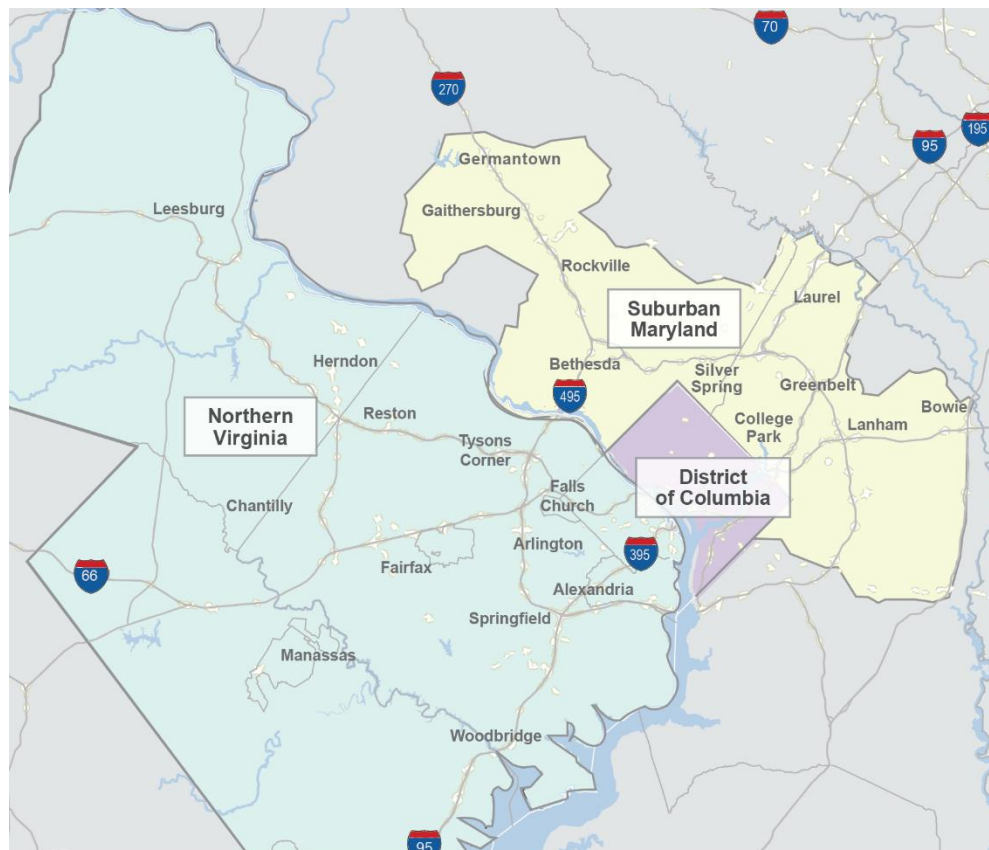 70
270
195
95
Germantown
Leesburg
Gaithersburg
Rockville
Laurel
Suburban
Maryland
Herndon
Bethesda
Silver
Spring
Greenbelt
495
Bowie
Northern
Virginia
Reston
College
Park
Lanham
Tysons
Corner
District
of Columbia
Falls
Church
Chantilly
Arlington
395
Fairfax
66
Alexandria
Springfield
Manassas
Woodbridge
95